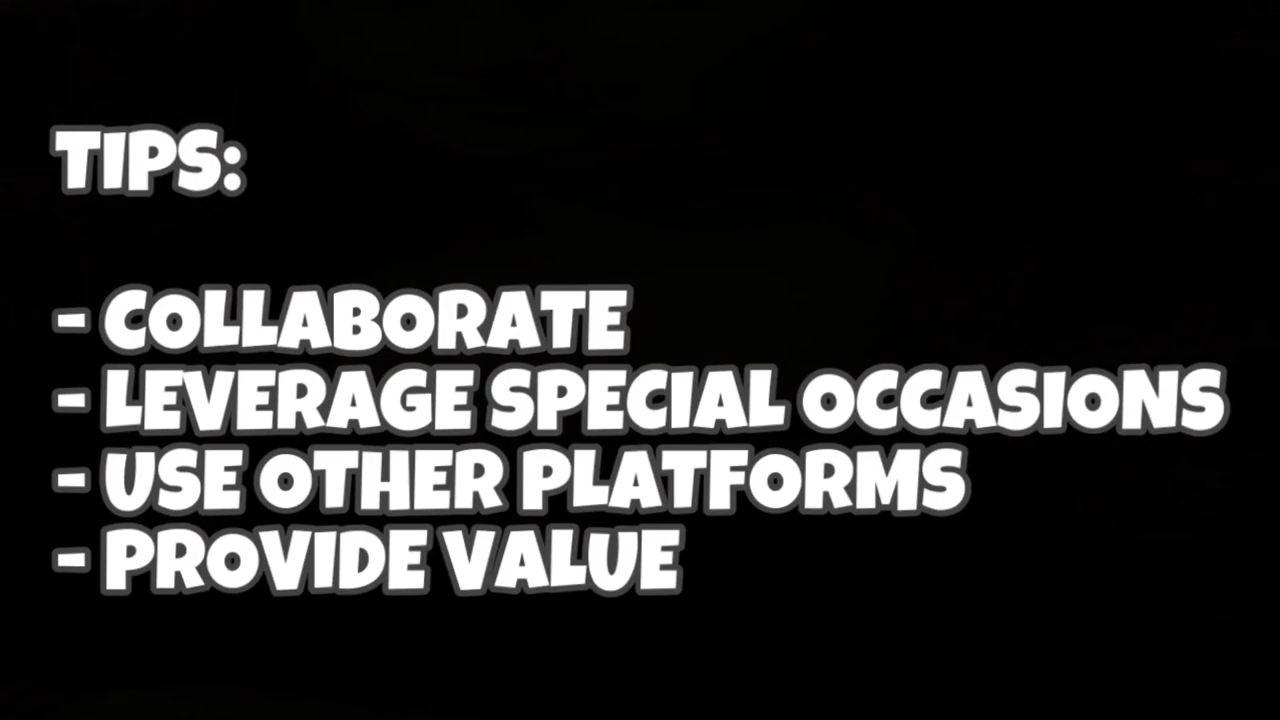 TIPS:
- COLLABORATE
- LEVERAGE SPECIAL OCCASIONS
- USE OTHER PLATFORMS
- PROVIDE VALUE